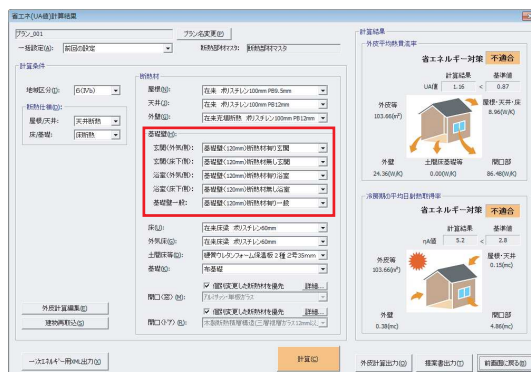 省エネ(UA値)計算結果
プラン_001
プラン名変更(P)
一括設定(A):
前回の設定
断熱部材マスタ:
断熱部材マスタ
計算条件
地域区分(J):
6(Ⅳb)
断熱仕様(D):
屋根/天井:
天井断熱
床/基礎:
床断熱
断熱材
屋根(N):
在来 ポリスチレン100mm PB9.5mm
天井(J):
在来 ポリスチレン100mm PB12mm
外壁(G):
在来充填断熱 ポリスチレン100mm PB12mm
基礎壁(H):
玄関(外気側):
基礎壁(120mm)断熱材有り玄関
玄関(床下側):
基礎壁(120mm)断熱材無し玄関
浴室(外気側):
基礎壁(120mm)断熱材有り浴室
浴室(床下側):
基礎壁(120mm)断熱材無し浴室
基礎壁一般:
基礎壁(120mm)断熱材有り一般
床(U):
在来床梁 ポリスチレン60mm
外気床(G):
在来床梁 ポリスチレン60mm
土間床等(D):
硬質ウレタンフォーム保温板 2種 2号35mm
基礎(K):
布基礎
個別変更した断熱材を優先
詳細...
開口(窓)(M):
個別変更した断熱材を優先
詳細...
開口(ドア)(R):
外皮計算編集(E)
建物再取込(S)
一次エネルギー用XML出力(X)
計算(C)
計算結果
外皮平均熱貫流率
省エネルギー対策
不適合
計算結果
基準値
UA値
1.16
<
0.87
外皮等
103.66(m²)
屋根・天井・床
8.96(W/K)
外壁
24.36(W/K)
土間床基礎等
0.00(W/K)
開口部
86.48(W/K)
冷房期の平均日射熱取得率
省エネルギー対策
不適合
計算結果
基準値
ηA値
5.2
<
2.8
外皮等
103.66(m²)
屋根・天井
0.15(mc)
外壁
0.38(mc)
開口部
4.86(mc)
外皮計算出力(O)
提案書出力(T)
前画面に戻る(B)